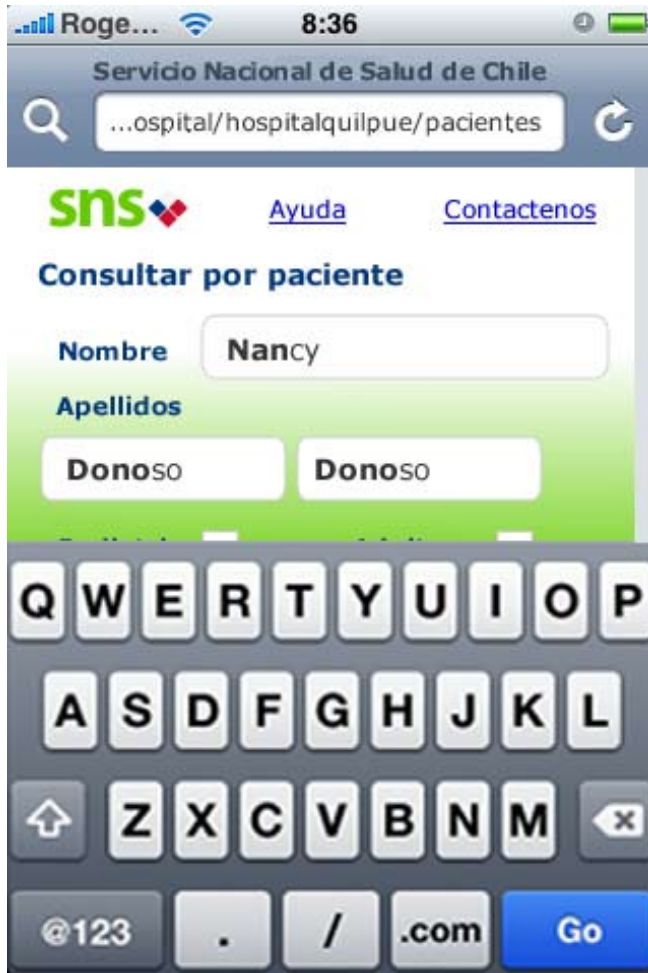 Roge... 8:36
Servicio Nacional de Salud de Chile
...ospital/hospitalquilpue/pacientes
sns Ayuda Contactenos
Consultar por paciente
Nombre Nancy
Apellidos
Donoso Donoso
Q W E R T Y U I O P
A S D F G H J K L
Z X C V B N M
@123 . / .com Go